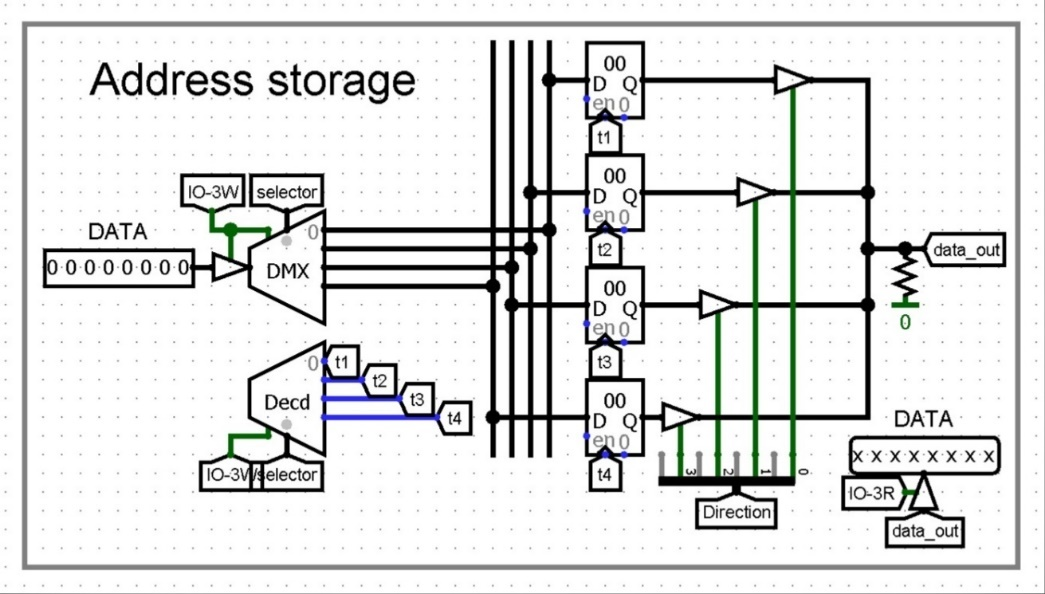 Address storage
00
D Q
en 0
t1
00
D Q
en 0
t2
00
D Q
en 0
t3
00
D Q
en 0
t4
IO-3W
selector
DATA
0 0 0 0 0 0 0 0
0
DMX
0
Decd
t1
t2
t3
t4
IO-3W
selector
3
2
1
0
Direction
data_out
0
DATA
x x x x x x x x
IO-3R
data_out